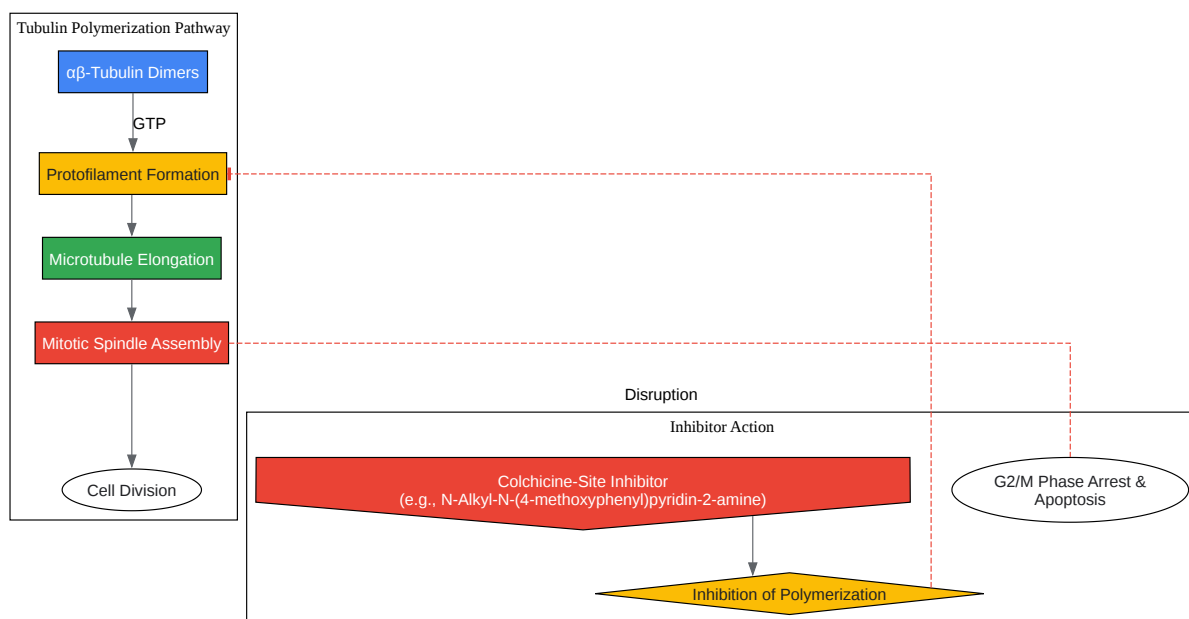 Tubulin Polymerization Pathway
αβ-Tubulin Dimers
GTP
Protofilament Formation
Microtubule Elongation
Mitotic Spindle Assembly
Cell Division
Disruption
Inhibitor Action
Colchicine-Site Inhibitor
(e.g., N-Alkyl-N-(4-methoxyphenyl)pyridin-2-amine)
G2/M Phase Arrest &
Apoptosis
Inhibition of Polymerization